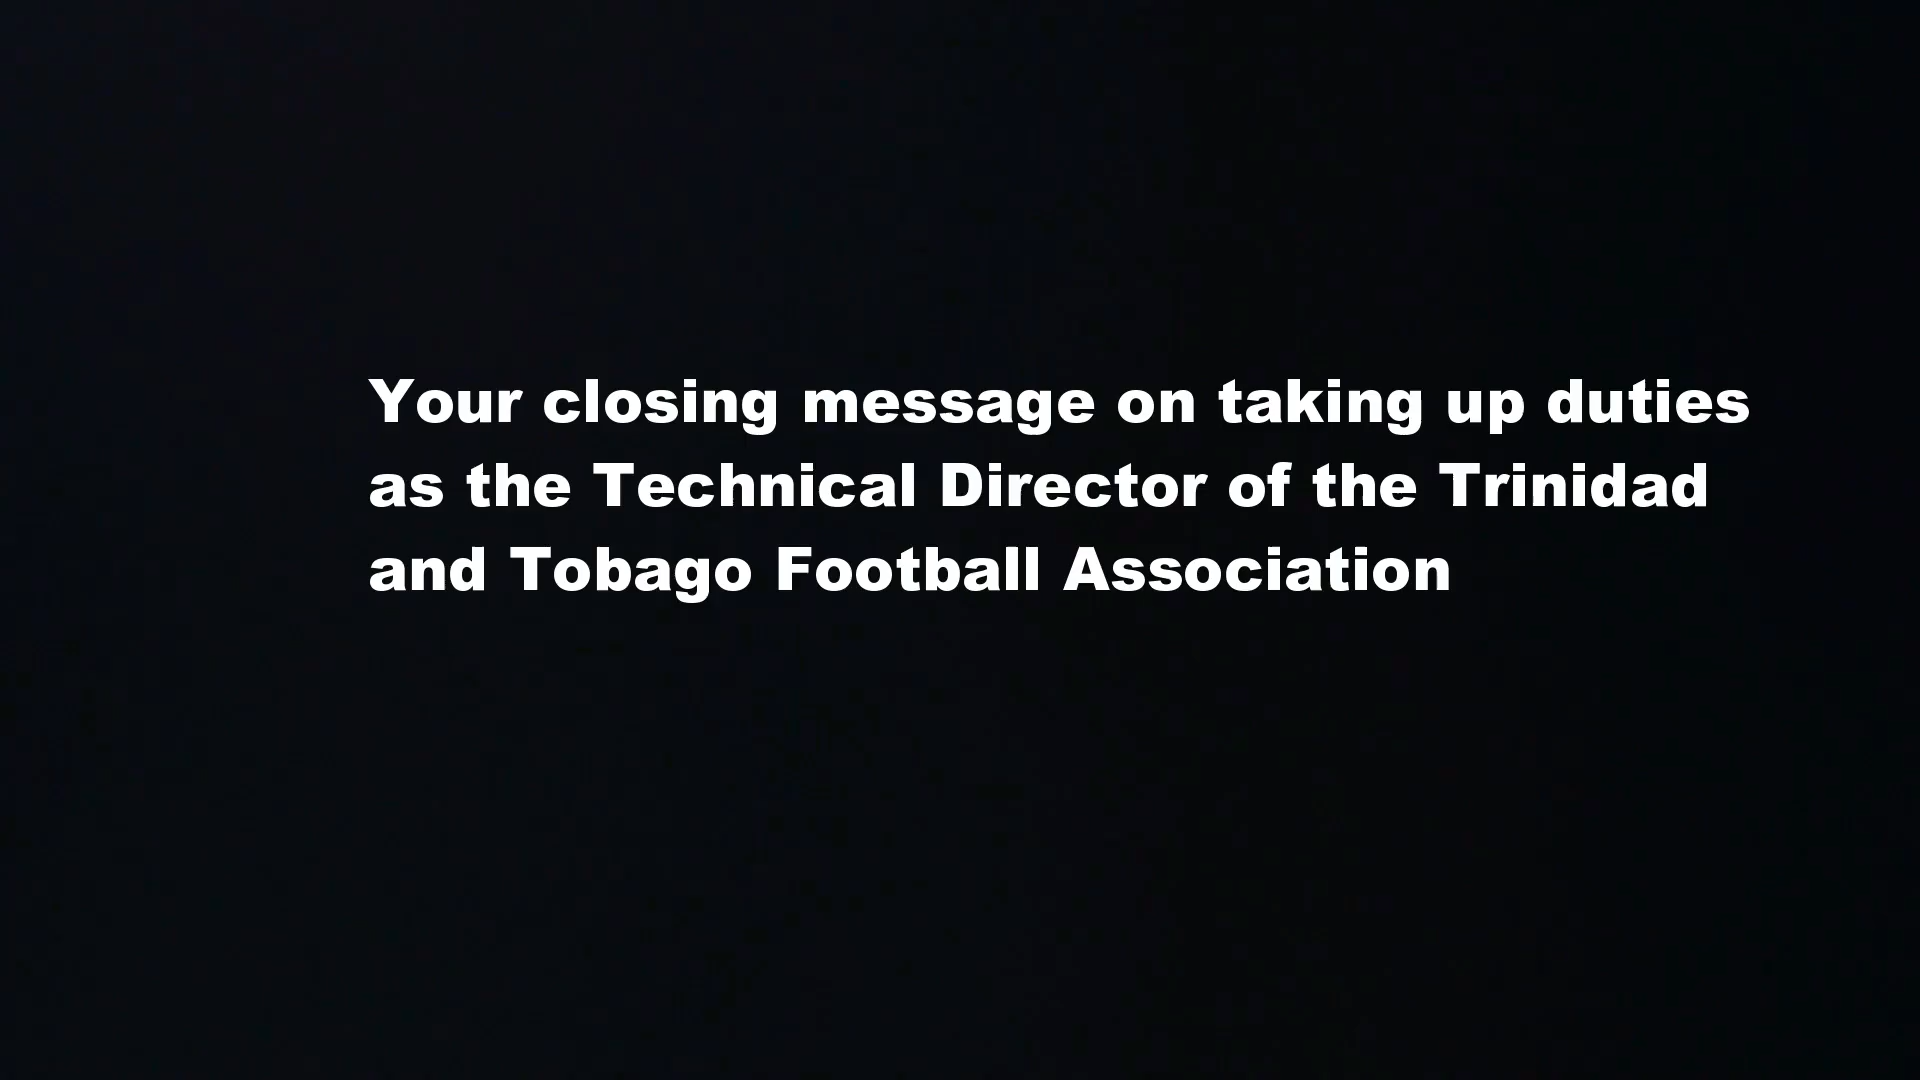 Your closing message on taking up duties
as the Technical Director of the Trinidad
and Tobago Football Association